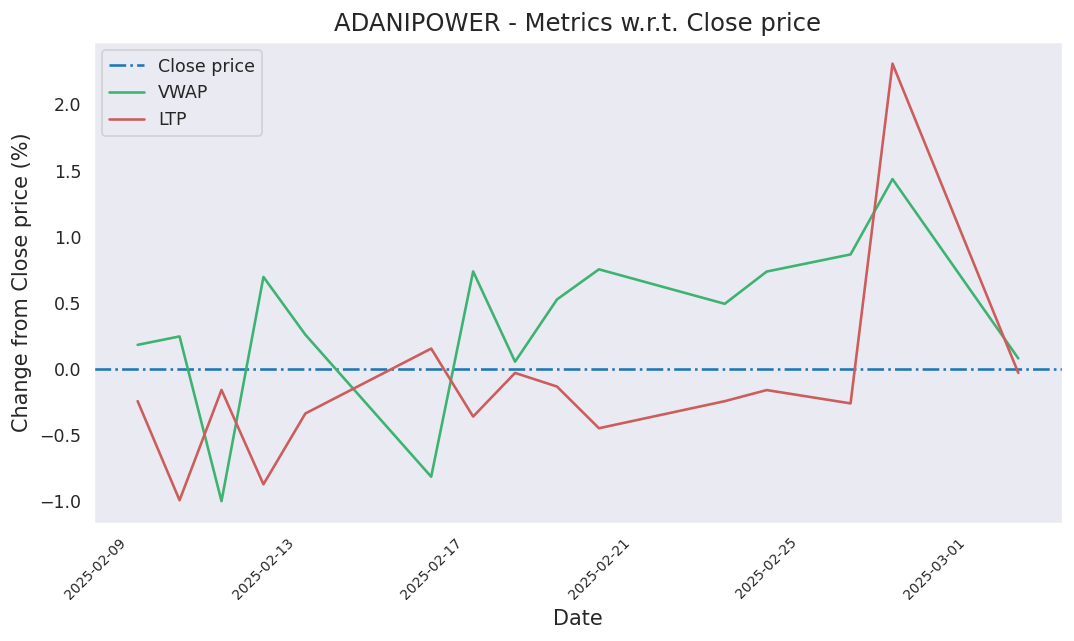 ADANIPOWER - Metrics w.r.t. Close price
Close price
VWAP
LTP
Change from Close price (%)
2.0
1.5
1.0
0.5
0.0
−0.5
−1.0
2025-02-09
2025-02-13
2025-02-17
2025-02-21
2025-02-25
2025-03-01
Date